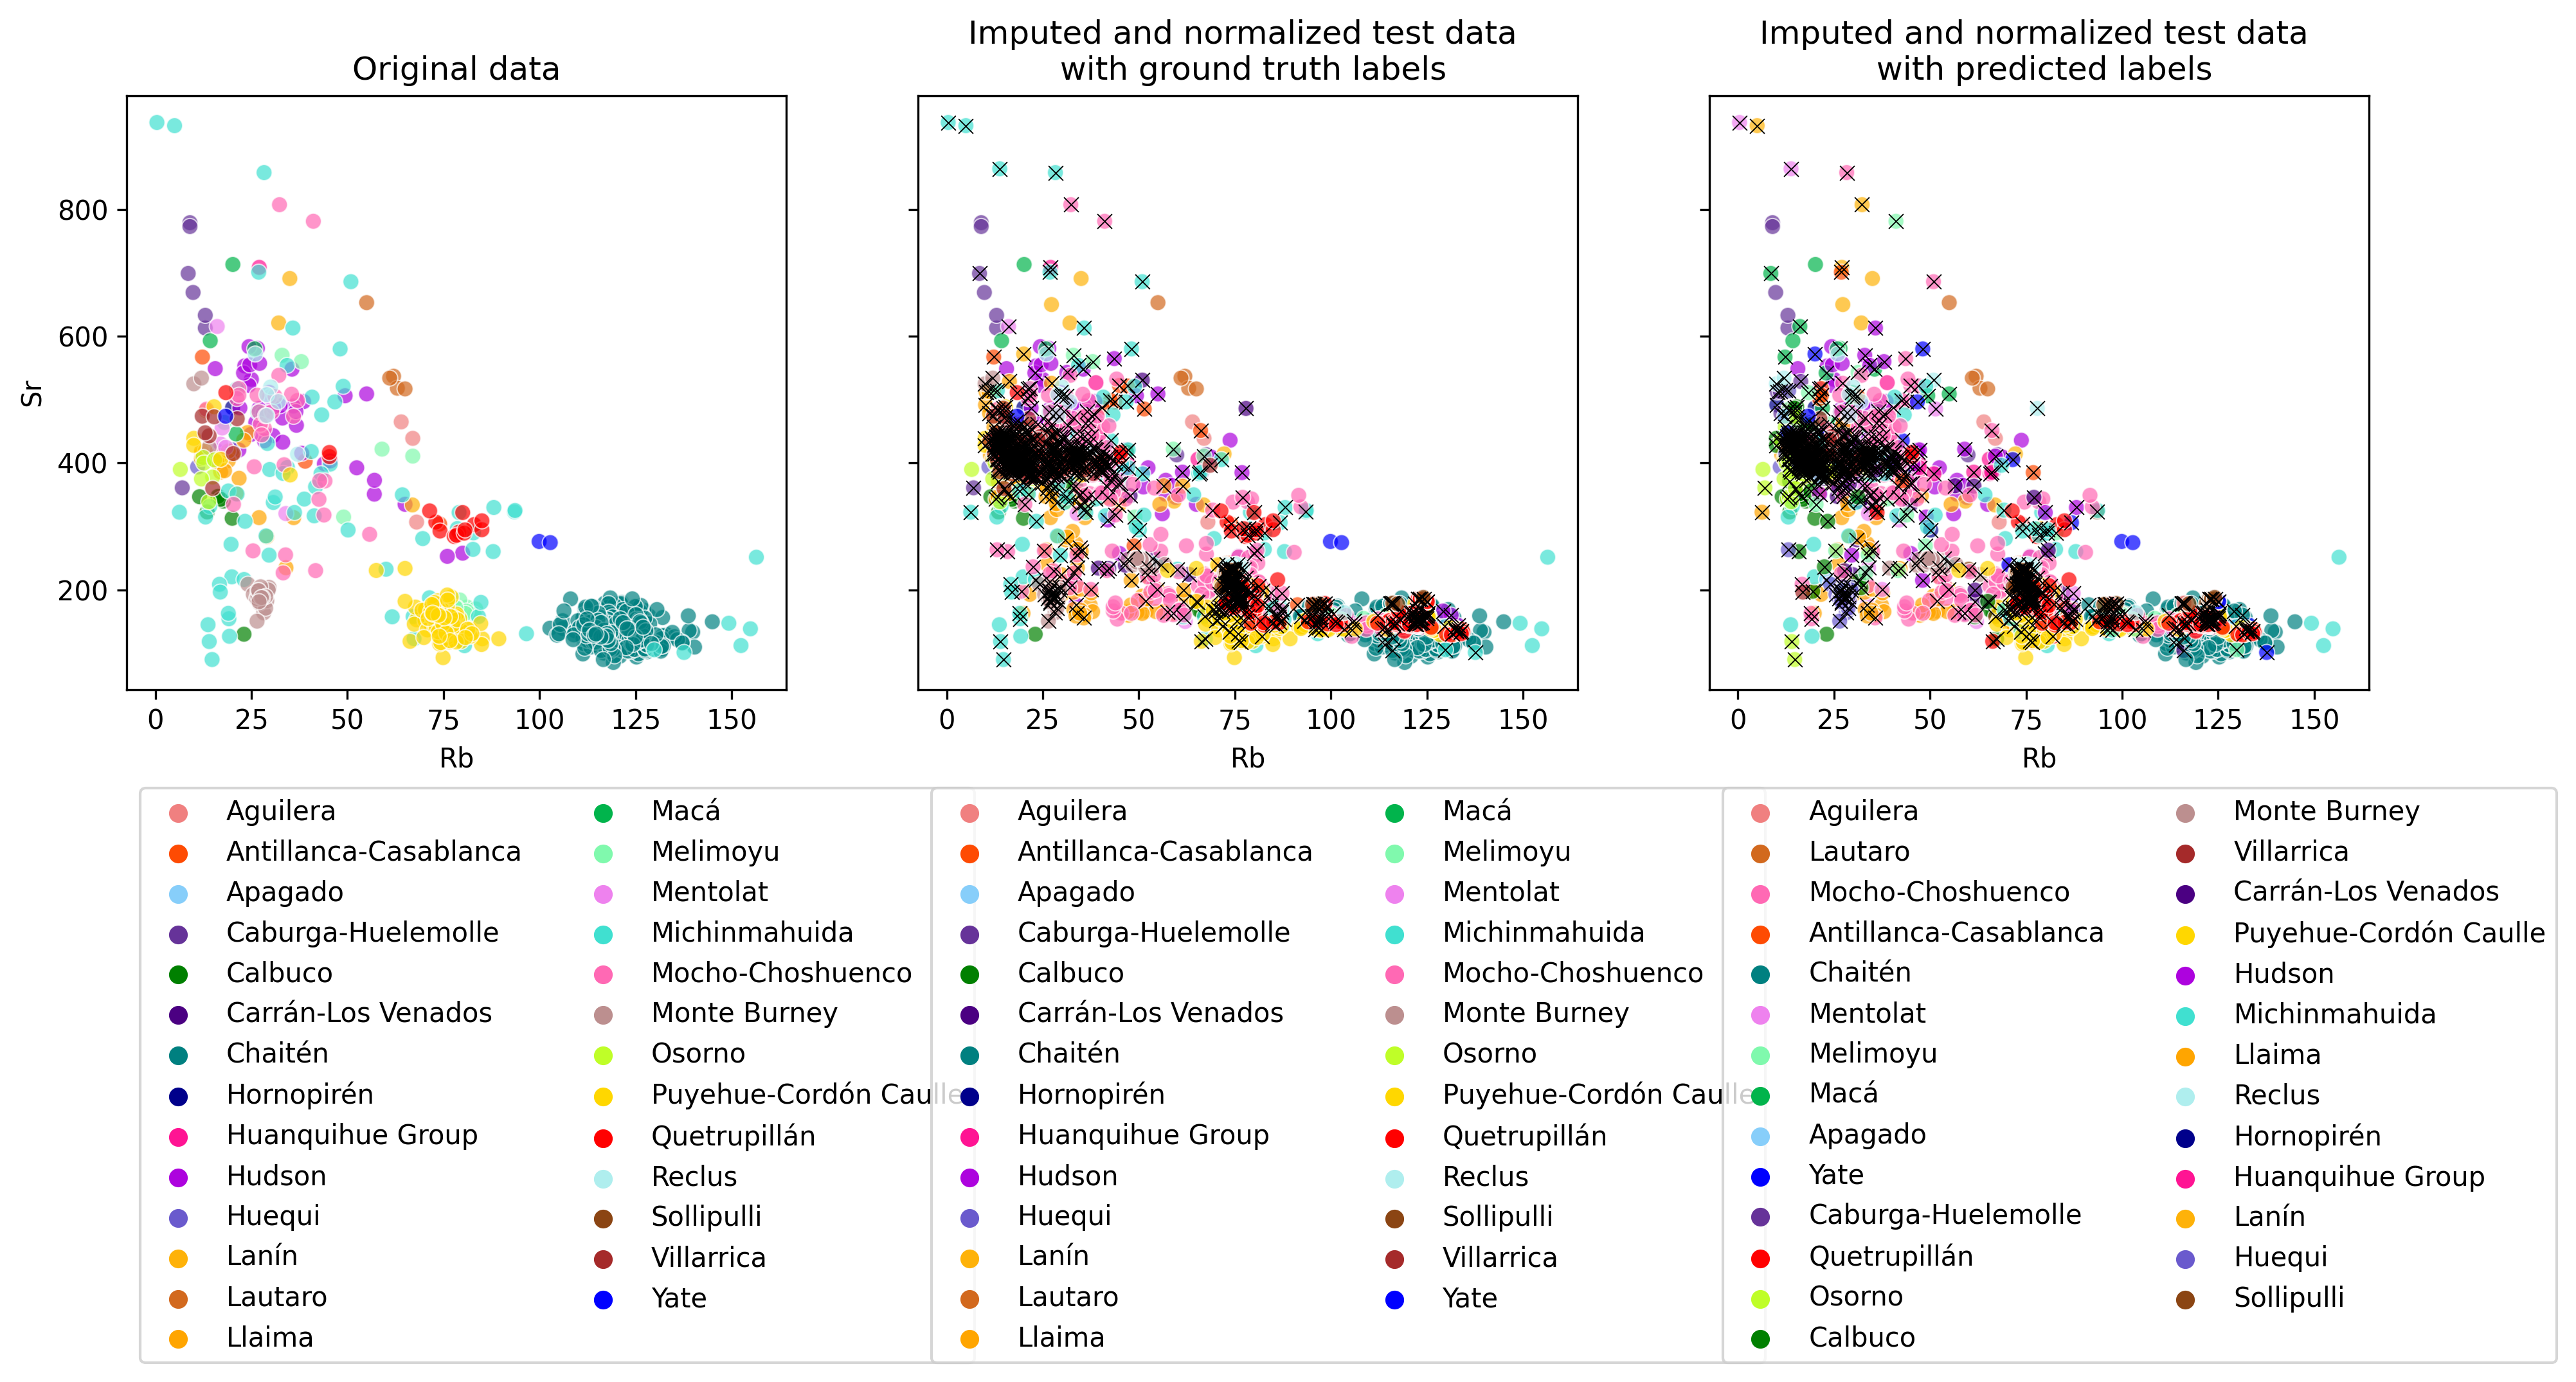 Original data
Imputed and normalized test data
with ground truth labels
Imputed and normalized test data
with predicted labels
Sr
800
600
400
200
0 25 50 75 100 125 150
Rb
0 25 50 75 100 125 150
Rb
0 25 50 75 100 125 150
Rb
Aguilera
Antillanca-Casablanca
Apagado
Caburga-Huelemolle
Calbuco
Carrán-Los Venados
Chaitén
Hornopirén
Huanquihue Group
Hudson
Huequi
Lanín
Lautaro
Llaima
Macá
Melimoyu
Mentolat
Michinmahuida
Mocho-Choshuenco
Monte Burney
Osorno
Puyehue-Cordón Caulle
Quetrupillán
Reclus
Sollipulli
Villarrica
Yate
Aguilera
Antillanca-Casablanca
Apagado
Caburga-Huelemolle
Calbuco
Carrán-Los Venados
Chaitén
Hornopirén
Huanquihue Group
Hudson
Huequi
Lanín
Lautaro
Llaima
Macá
Melimoyu
Mentolat
Michinmahuida
Mocho-Choshuenco
Monte Burney
Osorno
Puyehue-Cordón Caulle
Quetrupillán
Reclus
Sollipulli
Villarrica
Yate
Aguilera
Lautaro
Mocho-Choshuenco
Antillanca-Casablanca
Chaitén
Mentolat
Melimoyu
Macá
Apagado
Yate
Caburga-Huelemolle
Quetrupillán
Osorno
Calbuco
Monte Burney
Villarrica
Carrán-Los Venados
Puyehue-Cordón Caulle
Hudson
Michinmahuida
Llaima
Reclus
Hornopirén
Huanquihue Group
Lanín
Huequi
Sollipulli